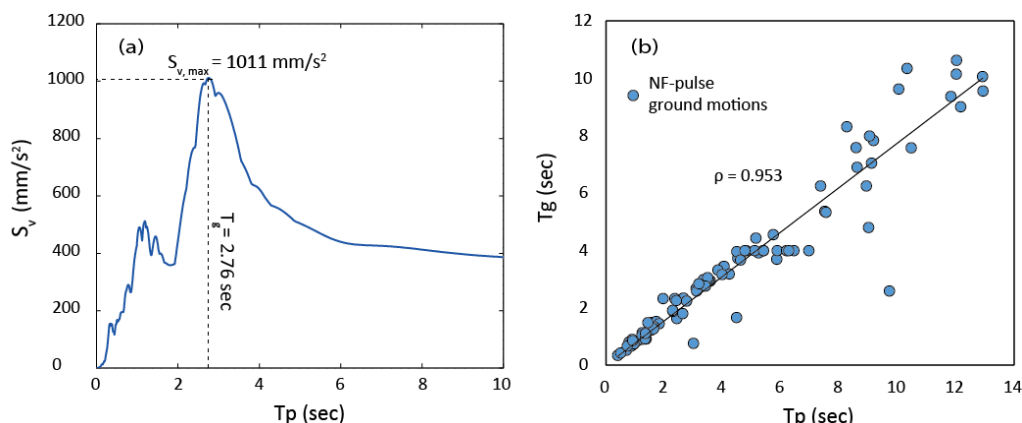 (a)
S_v, max = 1011 mm/s²
T_g = 2.76 sec
S_v (mm/s²)
1200
1000
800
600
400
200
0
0 2 4 6 8 10
Tp (sec)
(b)
NF-pulse
ground motions
ρ = 0.953
Tg (sec)
12
10
8
6
4
2
0
0 2 4 6 8 10 12 14
Tp (sec)